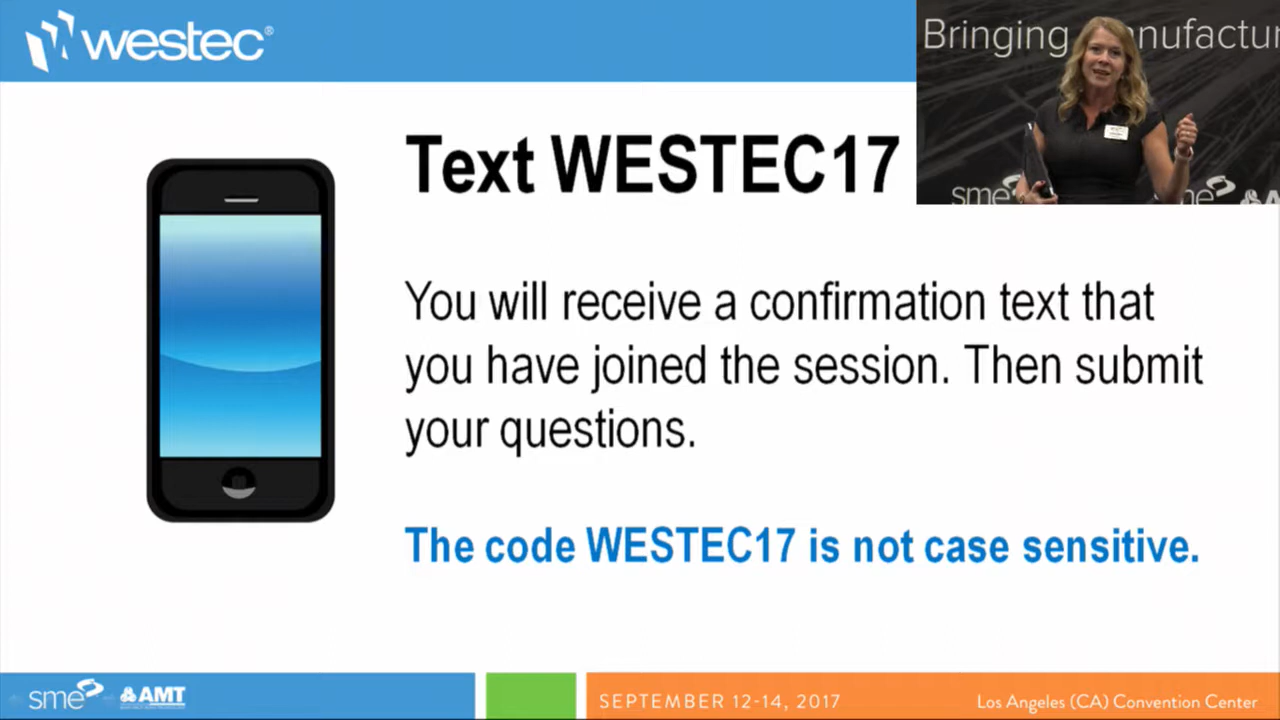 westec®
Bringing
Text WESTEC17
You will receive a confirmation text that
you have joined the session. Then submit
your questions.
The code WESTEC17 is not case sensitive.
sme
sme
AMT
SEPTEMBER 12-14, 2017
Los Angeles (CA) Convention Center